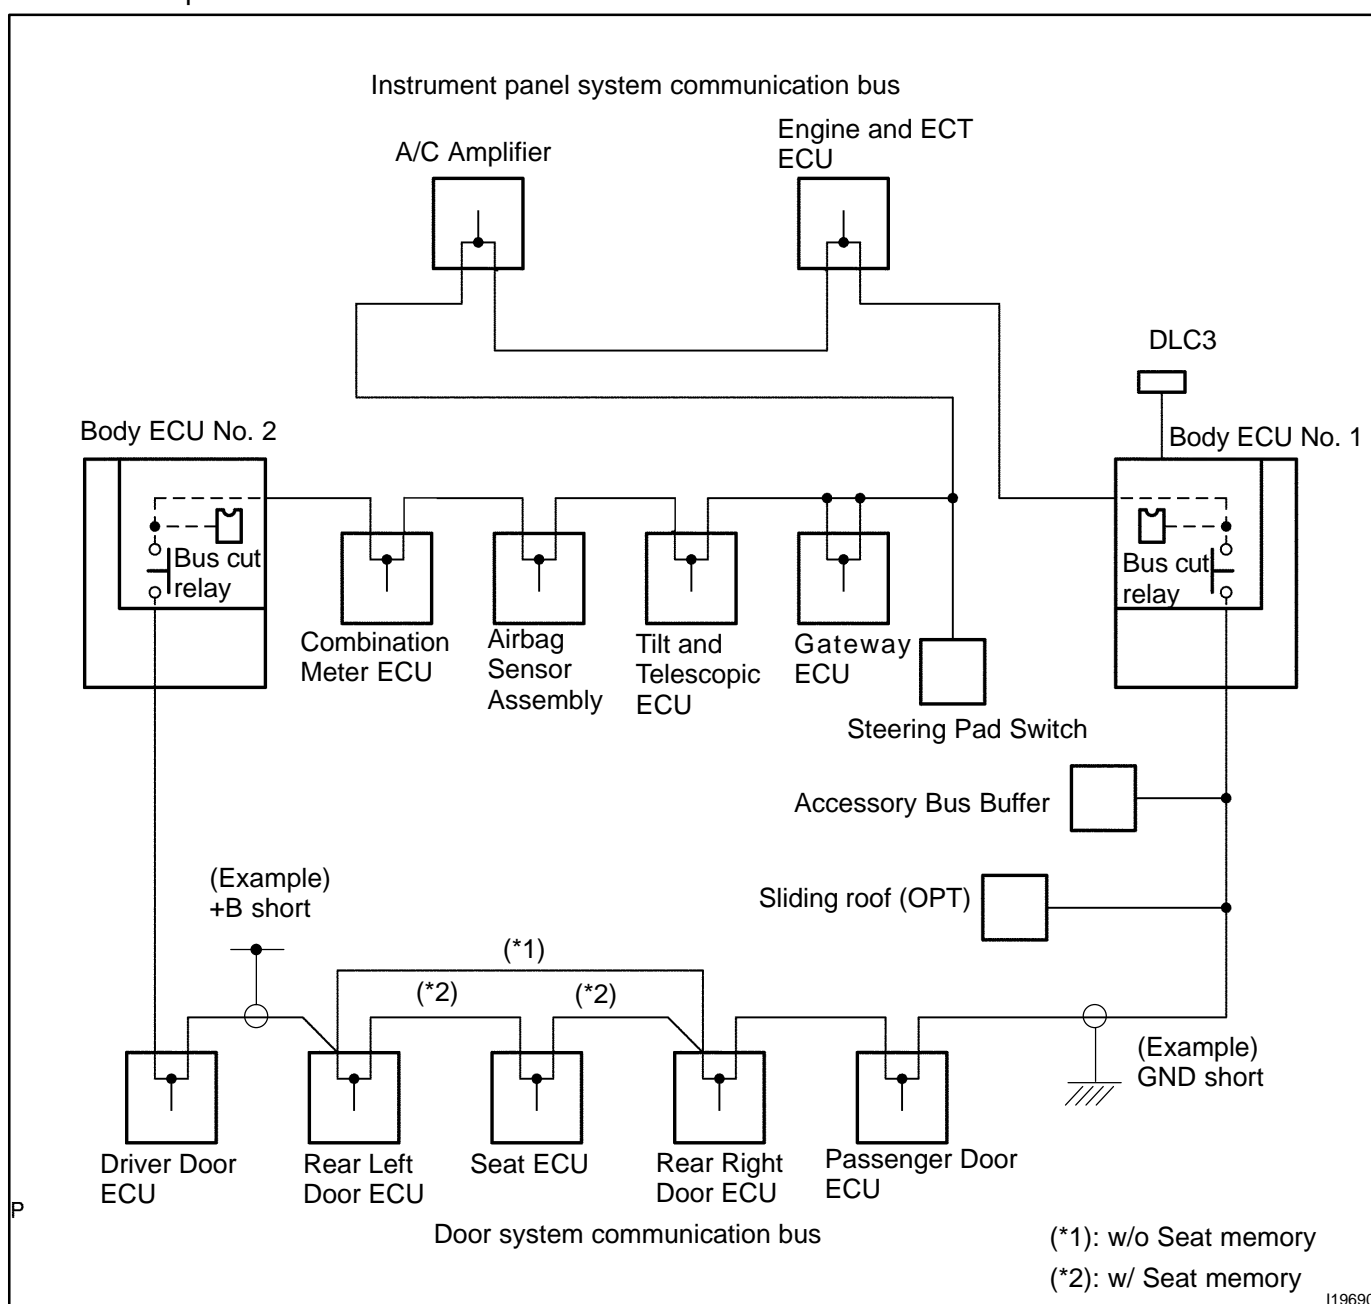 Instrument panel system communication bus
A/C Amplifier
Engine and ECT
ECU
DLC3
Body ECU No. 2
Body ECU No. 1
Bus cut
relay
Bus cut
relay
Combination
Meter ECU
Airbag
Sensor
Assembly
Tilt and
Telescopic
ECU
Gateway
ECU
Steering Pad Switch
Accessory Bus Buffer
Sliding roof (OPT)
(Example)
+B short
(*1)
(*2)
(*2)
(Example)
GND short
Driver Door
ECU
Rear Left
Door ECU
Seat ECU
Rear Right
Door ECU
Passenger Door
ECU
P
Door system communication bus
(*1): w/o Seat memory
(*2): w/ Seat memory
I19690